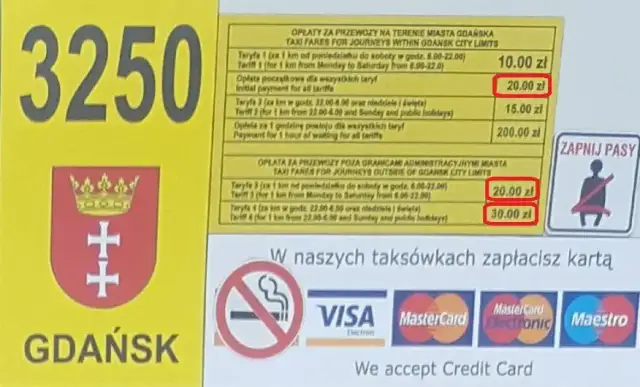 3250
GDAŃSK
OPŁATY ZA PRZEWOZY NA TERENIE MIASTA GDAŃSKA
TAXI FARES FOR JOURNEYS WITHIN GDANSK CITY LIMITS
Taryfa 1 (za 1 km od poniedziałku do soboty w godz. 6.00-22.00)
Tariff 1 (for 1 km from Monday to Saturday from 6.00-22.0)
10.00 zł
Opłata początkowa dla wszystkich taryf
Initial payment for all tariffs
20.00 zł
Taryfa 2 (za km w godz. 22.00-6.00 oraz niedziele i święta)
Tariff 2 (for 1 km from 22.00-6.00 and Sunday and public holidays)
15.00 zł
Opłata za 1 godzinę postoju dla wszystkich taryf
Payment for 1 hour of waiting for all tariff
200.00 zł
OPŁATA ZA PRZEWOZY POZA GRANICAMI ADMINISTRACYJNYMI MIASTA
TAXI FARES FOR JOURNEYS OUTSIDE OF GDANSK CITY LIMITS
Taryfa 3 (za 1 km od poniedziałku do soboty w godz. 6.00-22.00)
Tariff 3 (for 1 km from Monday to Saturday from 6.00-22.00)
20.00 zł
Taryfa 4 (za km w godz. 22.00-6.00 oraz niedziele i święta)
Tariff 4 (for 1 km from 22.00-6.00 and Sunday and public holidays)
30.00 zł
ZAPNIJ PASY
W naszych taksówkach zapłacisz kartą
VISA
Electron
MasterCard
MasterCard
Electronic
Maestro
We accept Credit Card